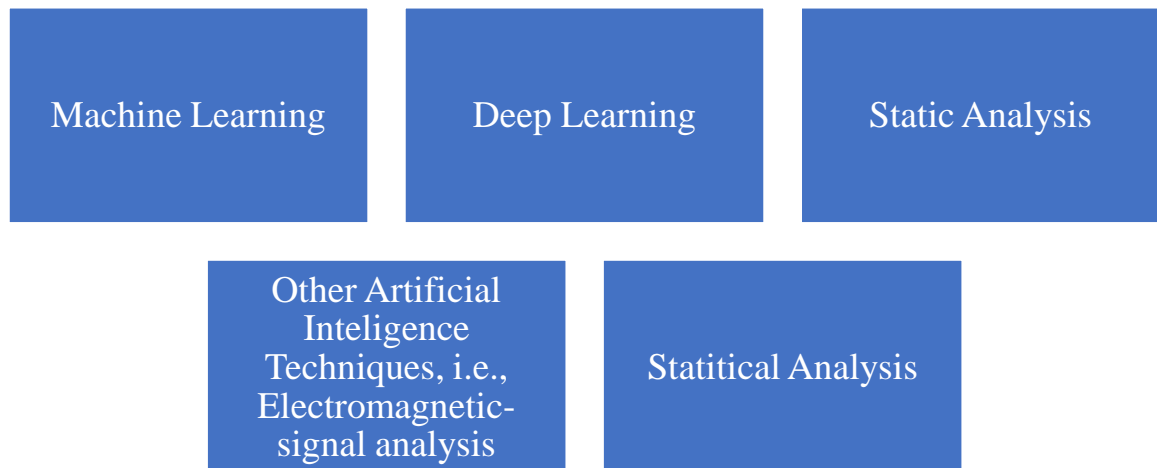 Machine Learning
Deep Learning
Static Analysis
Other Artificial
Inteligence
Techniques, i.e.,
Electromagnetic-
signal analysis
Statitical Analysis